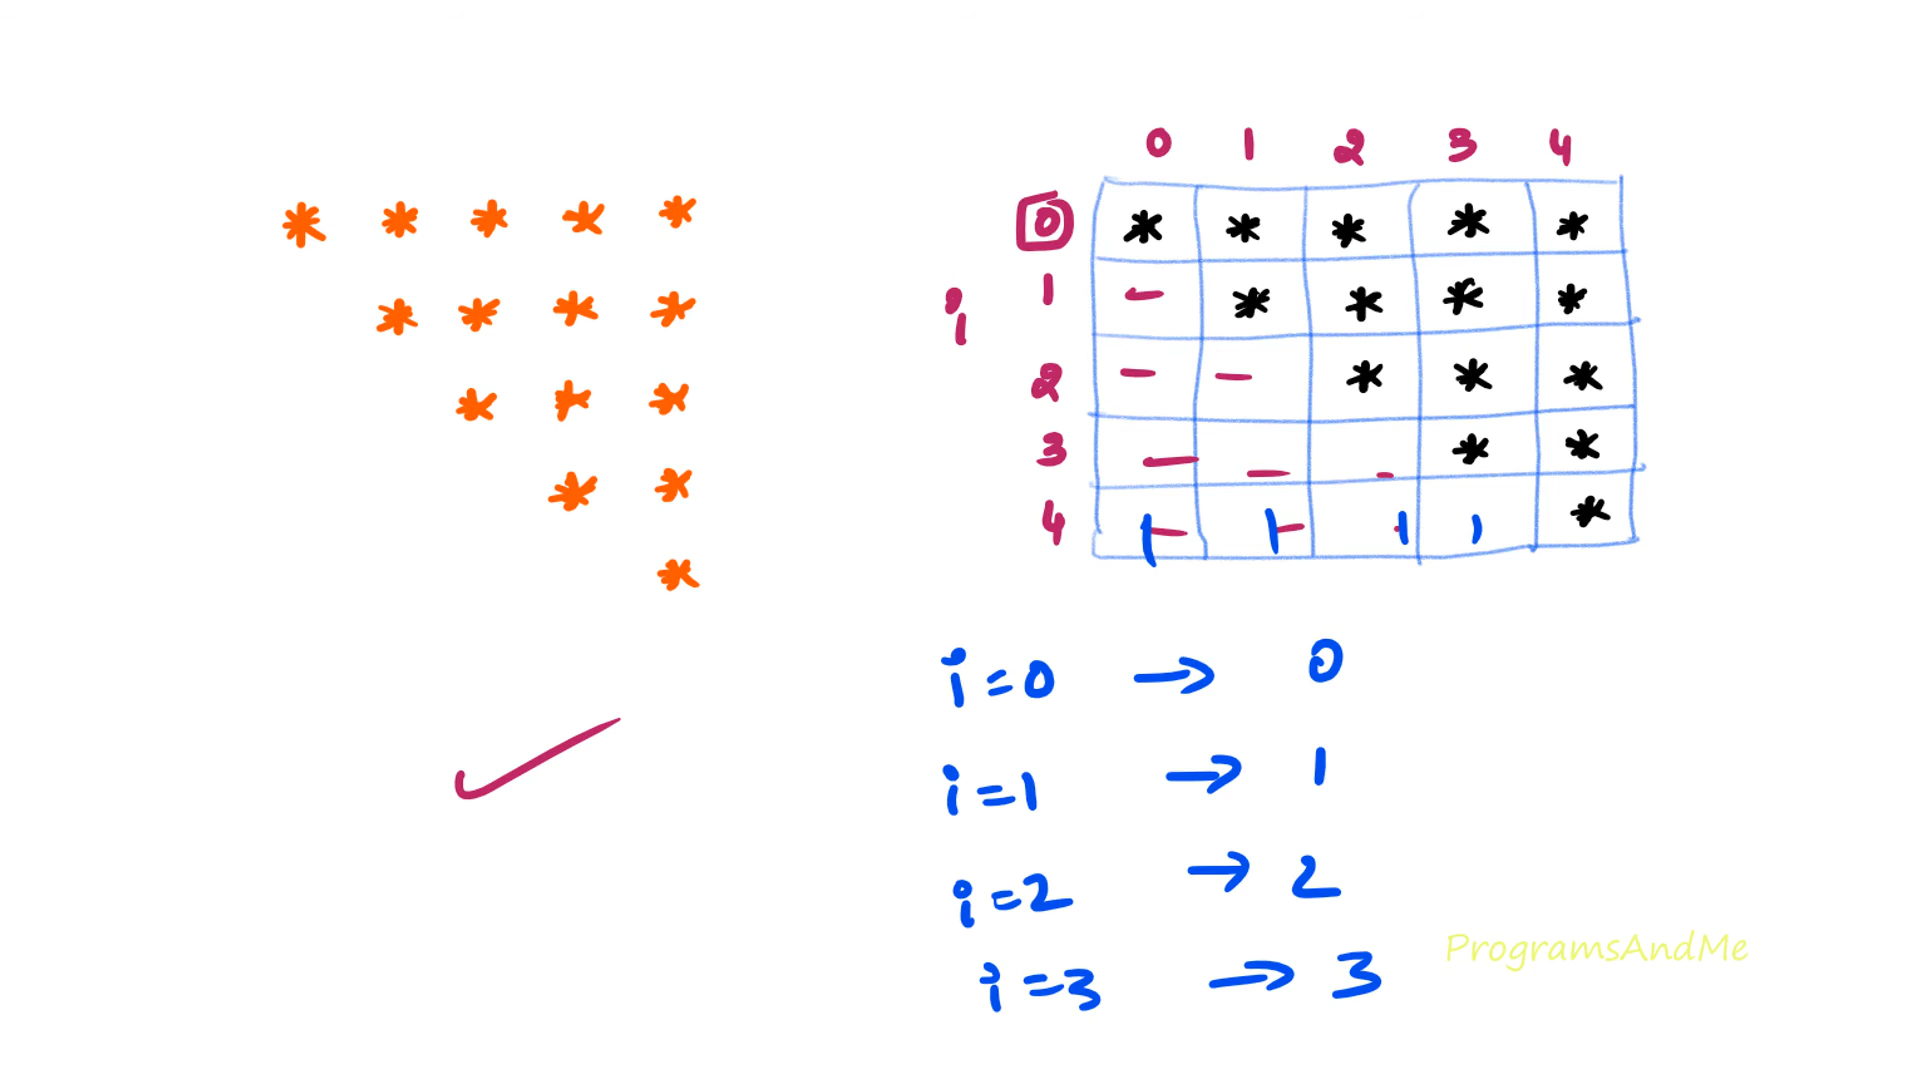 * * * * *
* * * *
* * *
* *
*
0 1 2 3 4
0 * * * * *
i
1 - * * * *
2 - - * * *
3 - - - * *
4 - - *
i=0 → 0
i=1 → 1
i=2 → 2
i=3 → 3
ProgramsAndMe